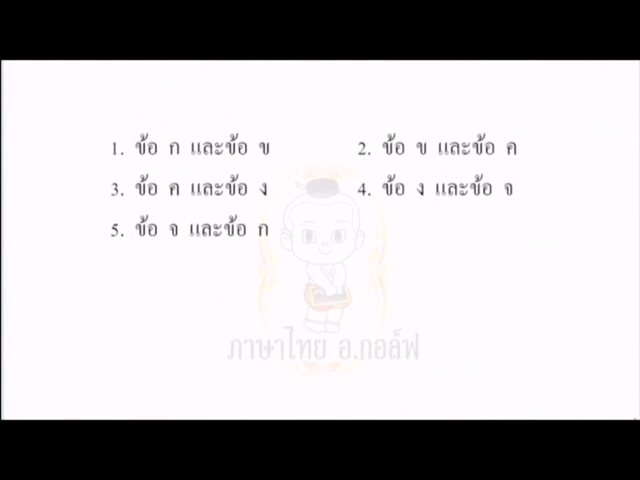 1. ข้อ ก และข้อ ข 2. ข้อ ข และข้อ ค
3. ข้อ ค และข้อ ง 4. ข้อ ง และข้อ จ
5. ข้อ จ และข้อ ก
ภาษาไทย อ.กอล์ฟ